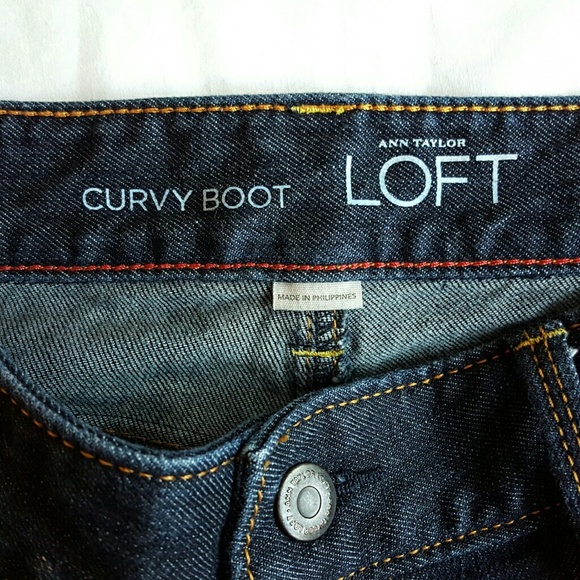 ANN TAYLOR
CURVY BOOT LOFT
MADE IN PHILIPPINES